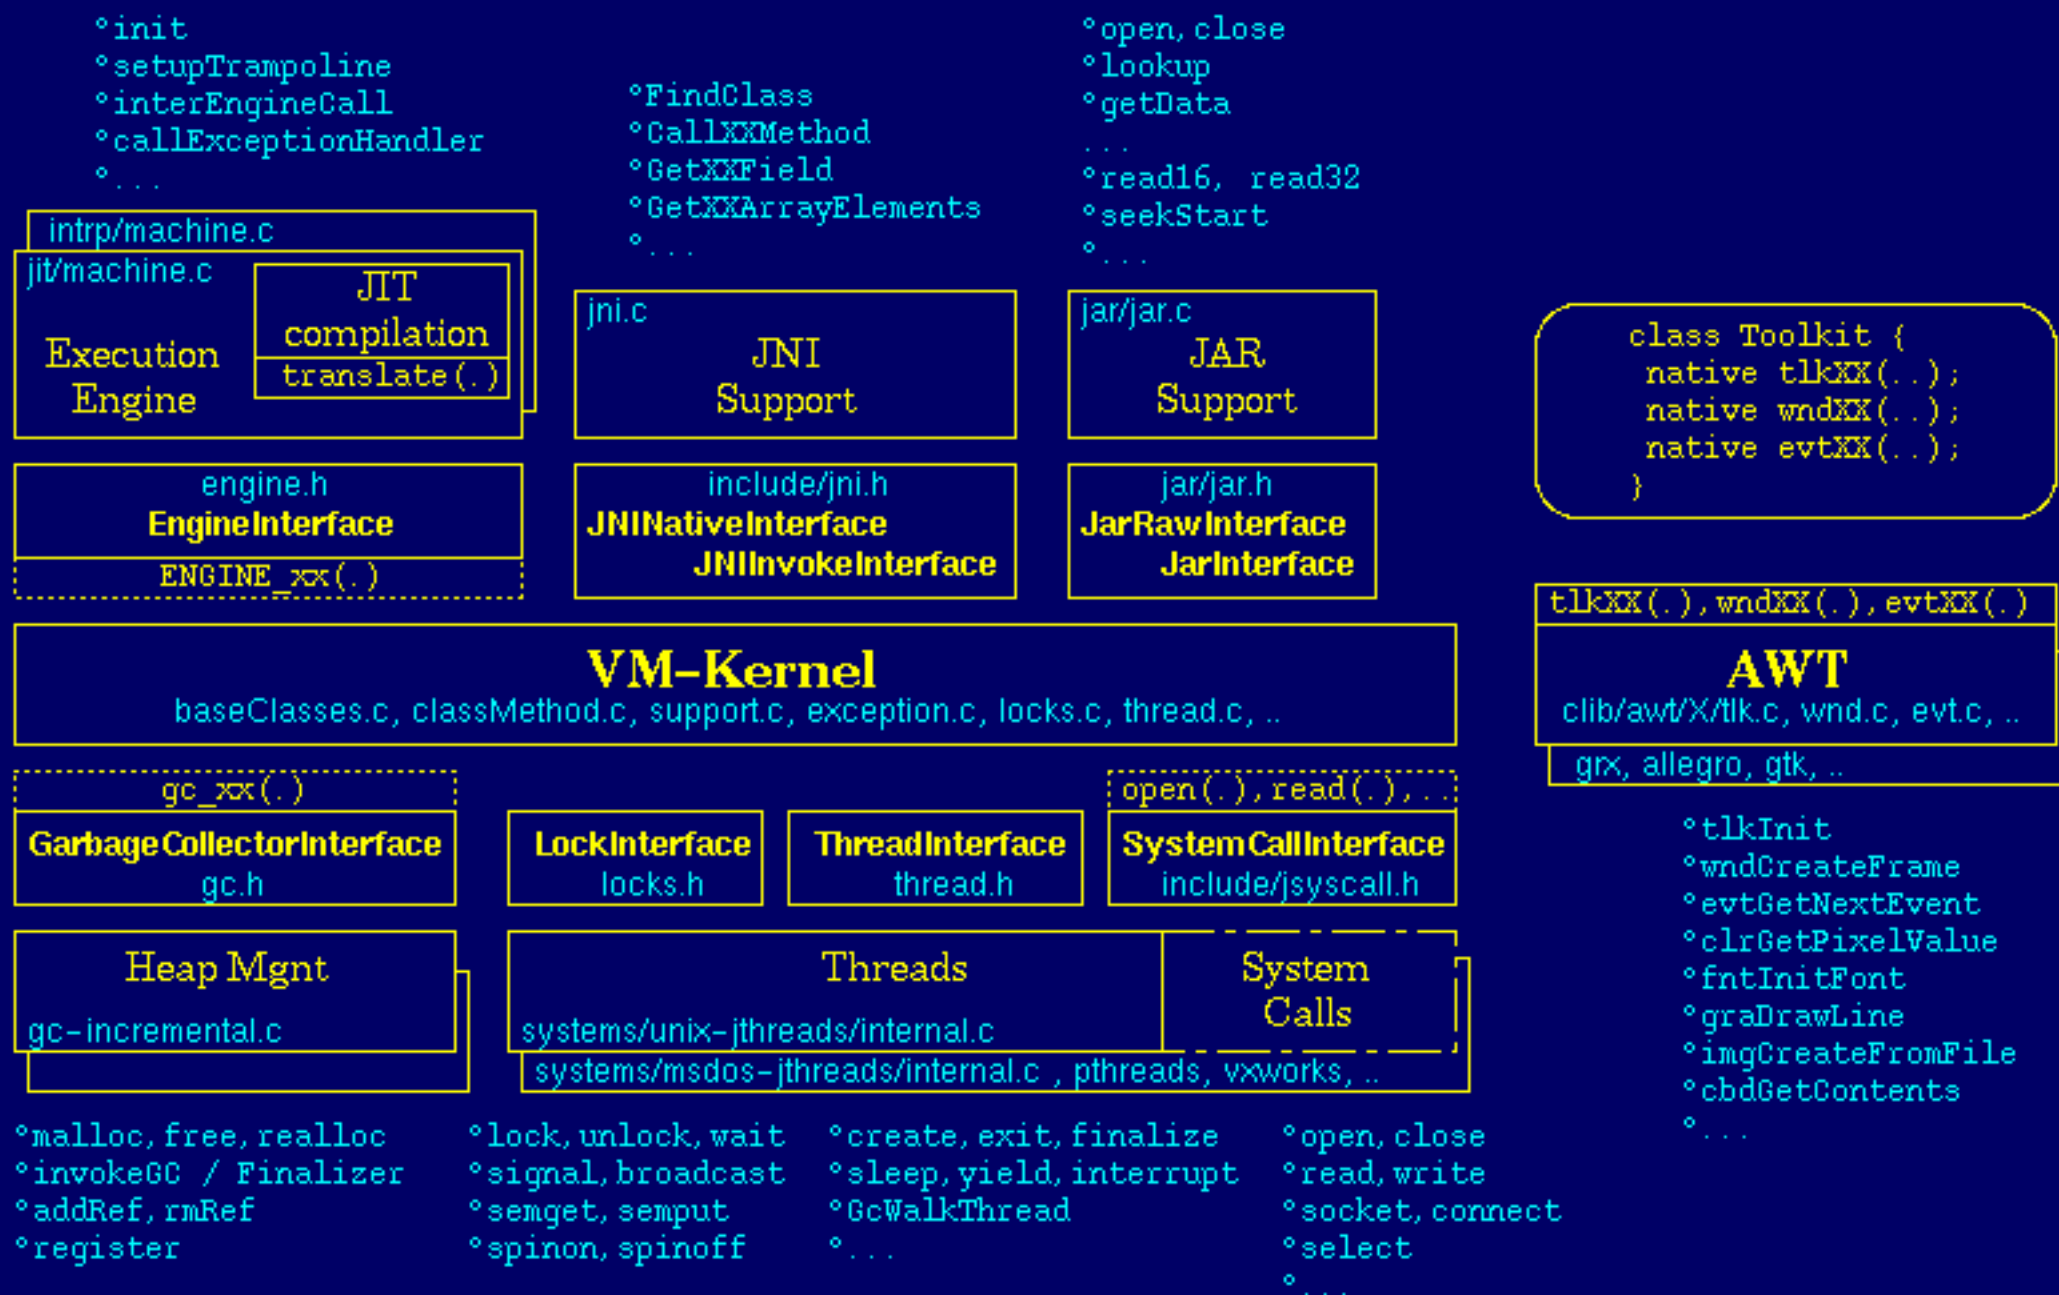 °init
°setupTrampoline
°interEngineCall
°callExceptionHandler
°...
°FindClass
°CallXXMethod
°GetXXField
°GetXXArrayElements
°...
°open,close
°lookup
°getData
...
°read16, read32
°seekStart
°...
intrp/machine.c
jit/machine.c
JIT
compilation
translate(.)
Execution
Engine
jni.c
JNI
Support
jar/jar.c
JAR
Support
class Toolkit {
native tlkXX(..);
native wndXX(..);
native evtXX(..);
}
engine.h
EngineInterface
ENGINE_xx(.)
include/jni.h
JNINativeInterface
JNIInvokeInterface
jar/jar.h
JarRawInterface
JarInterface
VM-Kernel
baseClasses.c, classMethod.c, support.c, exception.c, locks.c, thread.c, ..
tlkXX(.),wndXX(.),evtXX(.)
AWT
clib/awt/X/tlk.c, wnd.c, evt.c, ..
grx, allegro, gtk, ..
gc_xx(.)
GarbageCollectorInterface
gc.h
LockInterface
locks.h
ThreadInterface
thread.h
open(.),read(.),..
SystemCallInterface
include/jsyscall.h
Heap Mgnt
gc-incremental.c
Threads
systems/unix-jthreads/internal.c
System
Calls
systems/msdos-jthreads/internal.c , pthreads, vxworks, ..
°tlkInit
°wndCreateFrame
°evtGetNextEvent
°clrGetPixelValue
°fntInitFont
°graDrawLine
°imgCreateFromFile
°cbdGetContents
°...
°malloc,free,realloc
°invokeGC / Finalizer
°addRef,rmRef
°register
°lock,unlock,wait
°signal,broadcast
°semget,semput
°spinon,spinoff
°create,exit,finalize
°sleep,yield,interrupt
°GcWalkThread
°...
°open,close
°read,write
°socket,connect
°select
°...